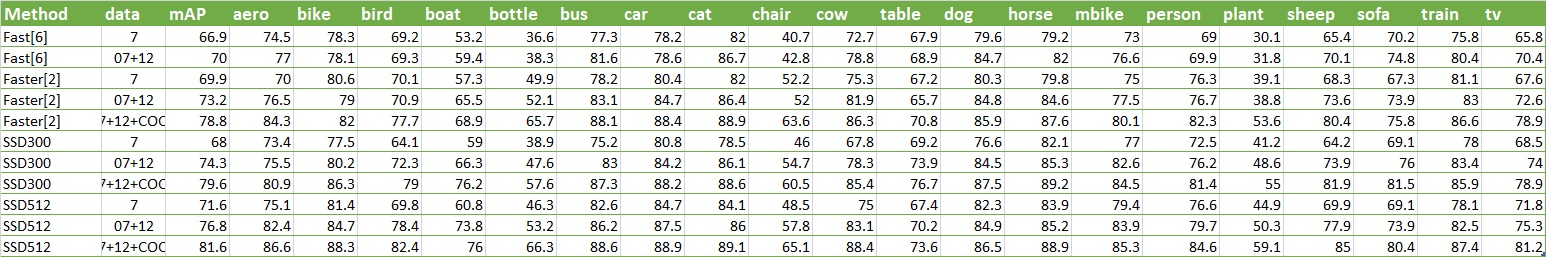 Method data mAP aero bike bird boat bottle bus car cat chair cow table dog horse mbike person plant sheep sofa train tv
Fast[6] 7 66.9 74.5 78.3 69.2 53.2 36.6 77.3 78.2 82 40.7 72.7 67.9 79.6 79.2 73 69 30.1 65.4 70.2 75.8 65.8
Fast[6] 07+12 70 77 78.1 69.3 59.4 38.3 81.6 78.6 86.7 42.8 78.8 68.9 84.7 82 76.6 69.9 31.8 70.1 74.8 80.4 70.4
Faster[2] 7 69.9 70 80.6 70.1 57.3 49.9 78.2 80.4 82 52.2 75.3 67.2 80.3 79.8 75 76.3 39.1 68.3 67.3 81.1 67.6
Faster[2] 07+12 73.2 76.5 79 70.9 65.5 52.1 83.1 84.7 86.4 52 81.9 65.7 84.8 84.6 77.5 76.7 38.8 73.6 73.9 83 72.6
Faster[2] 7+12+COC 78.8 84.3 82 77.7 68.9 65.7 88.1 88.4 88.9 63.6 86.3 70.8 85.9 87.6 80.1 82.3 53.6 80.4 75.8 86.6 78.9
SSD300 7 68 73.4 77.5 64.1 59 38.9 75.2 80.8 78.5 46 67.8 69.2 76.6 82.1 77 72.5 41.2 64.2 69.1 78 68.5
SSD300 07+12 74.3 75.5 80.2 72.3 66.3 47.6 83 84.2 86.1 54.7 78.3 73.9 84.5 85.3 82.6 76.2 48.6 73.9 76 83.4 74
SSD300 7+12+COC 79.6 80.9 86.3 79 76.2 57.6 87.3 88.2 88.6 60.5 85.4 76.7 87.5 89.2 84.5 81.4 55 81.9 81.5 85.9 78.9
SSD512 7 71.6 75.1 81.4 69.8 60.8 46.3 82.6 84.7 84.1 48.5 75 67.4 82.3 83.9 79.4 76.6 44.9 69.9 69.1 78.1 71.8
SSD512 07+12 76.8 82.4 84.7 78.4 73.8 53.2 86.2 87.5 86 57.8 83.1 70.2 84.9 85.2 83.9 79.7 50.3 77.9 73.9 82.5 75.3
SSD512 7+12+COC 81.6 86.6 88.3 82.4 76 66.3 88.6 88.9 89.1 65.1 88.4 73.6 86.5 88.9 85.3 84.6 59.1 85 80.4 87.4 81.2